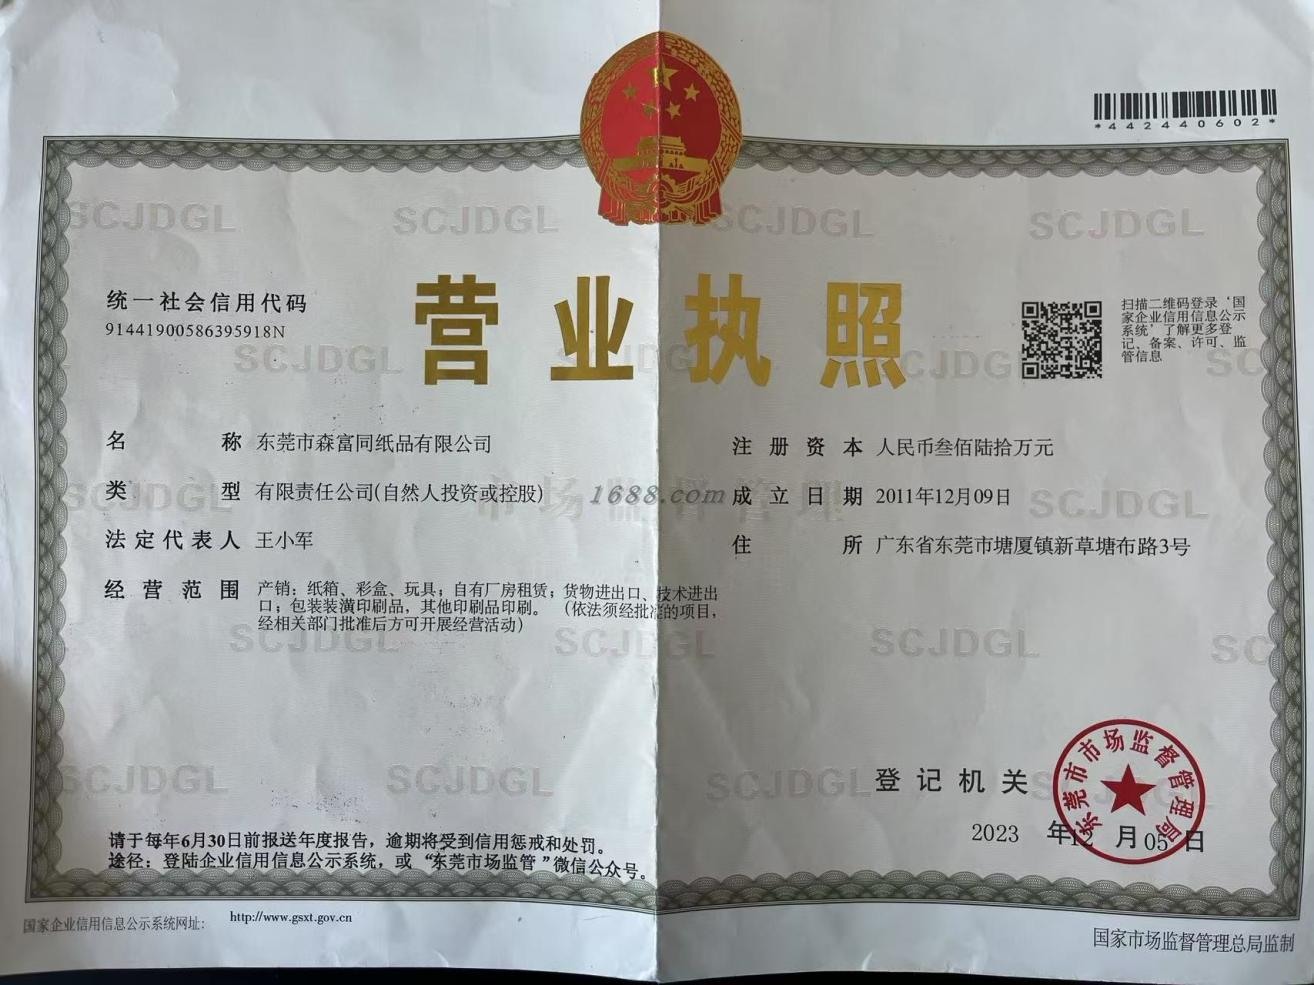 *442440602*
统一社会信用代码
91441900586395918N
营业执照
扫描二维码登录‘国
家企业信用信息公示
系统’了解更多登
记、备案、许可、监
管信息
名 称 东莞市森富同纸品有限公司
类 型 有限责任公司(自然人投资或控股)
法定代表人 王小军
经营范围 产销：纸箱、彩盒、玩具；自有厂房租赁；货物进出口、技术进出
口；包装装潢印刷品，其他印刷品印刷。（依法须经批准的项目，
经相关部门批准后方可开展经营活动）
1688.com
注册资本 人民币叁佰陆拾万元
成立日期 2011年12月09日
住 所 广东省东莞市塘厦镇新草塘布路3号
请于每年6月30日前报送年度报告，逾期将受到信用惩戒和处罚。
途径：登陆企业信用信息公示系统，或“东莞市场监管”微信公众号。
登记机关
东莞市市场监督管理局
2023 年12 月05 日
国家企业信用信息公示系统网址： http://www.gsxt.gov.cn
国家市场监督管理总局监制
SCJDGL SCJDGL SCJDGL SCJDGL
SCJDGL SCJDGL
市场监督管理
SCJDGL SCJDGL
SCJDGL SCJDGL SCJDGL
SCJDGL SCJDGL SCJDGL